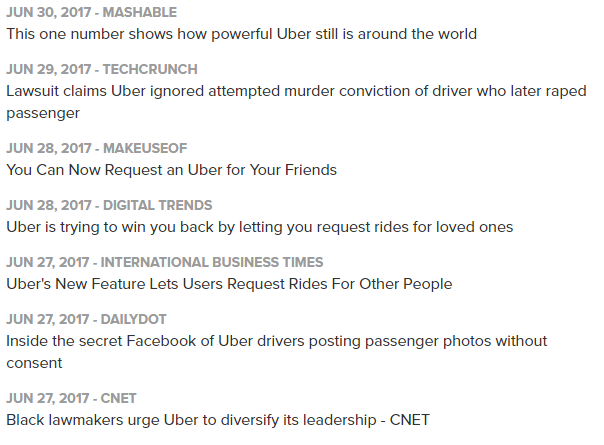 JUN 30, 2017 - MASHABLE
This one number shows how powerful Uber still is around the world
JUN 29, 2017 - TECHCRUNCH
Lawsuit claims Uber ignored attempted murder conviction of driver who later raped
passenger
JUN 28, 2017 - MAKEUSEOF
You Can Now Request an Uber for Your Friends
JUN 28, 2017 - DIGITAL TRENDS
Uber is trying to win you back by letting you request rides for loved ones
JUN 27, 2017 - INTERNATIONAL BUSINESS TIMES
Uber's New Feature Lets Users Request Rides For Other People
JUN 27, 2017 - DAILYDOT
Inside the secret Facebook of Uber drivers posting passenger photos without
consent
JUN 27, 2017 - CNET
Black lawmakers urge Uber to diversify its leadership - CNET